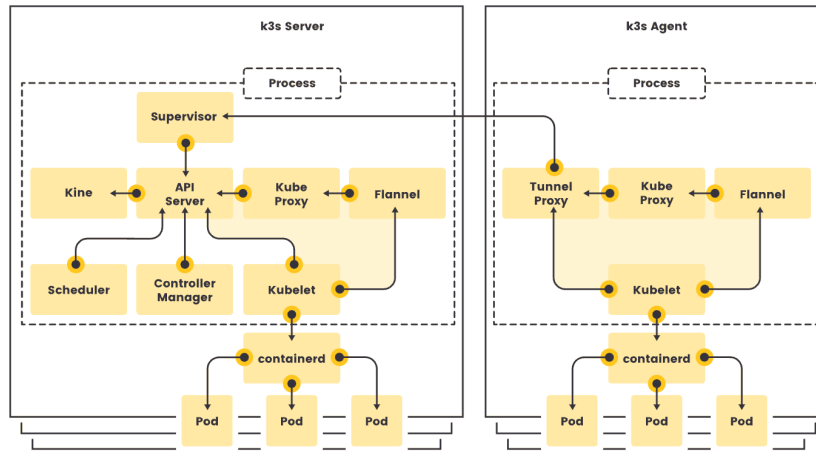 k3s Server
k3s Agent
Process
Process
Supervisor
Kine
API
Server
Kube
Proxy
Flannel
Tunnel
Proxy
Kube
Proxy
Flannel
Scheduler
Controller
Manager
Kubelet
Kubelet
containerd
containerd
Pod
Pod
Pod
Pod
Pod
Pod